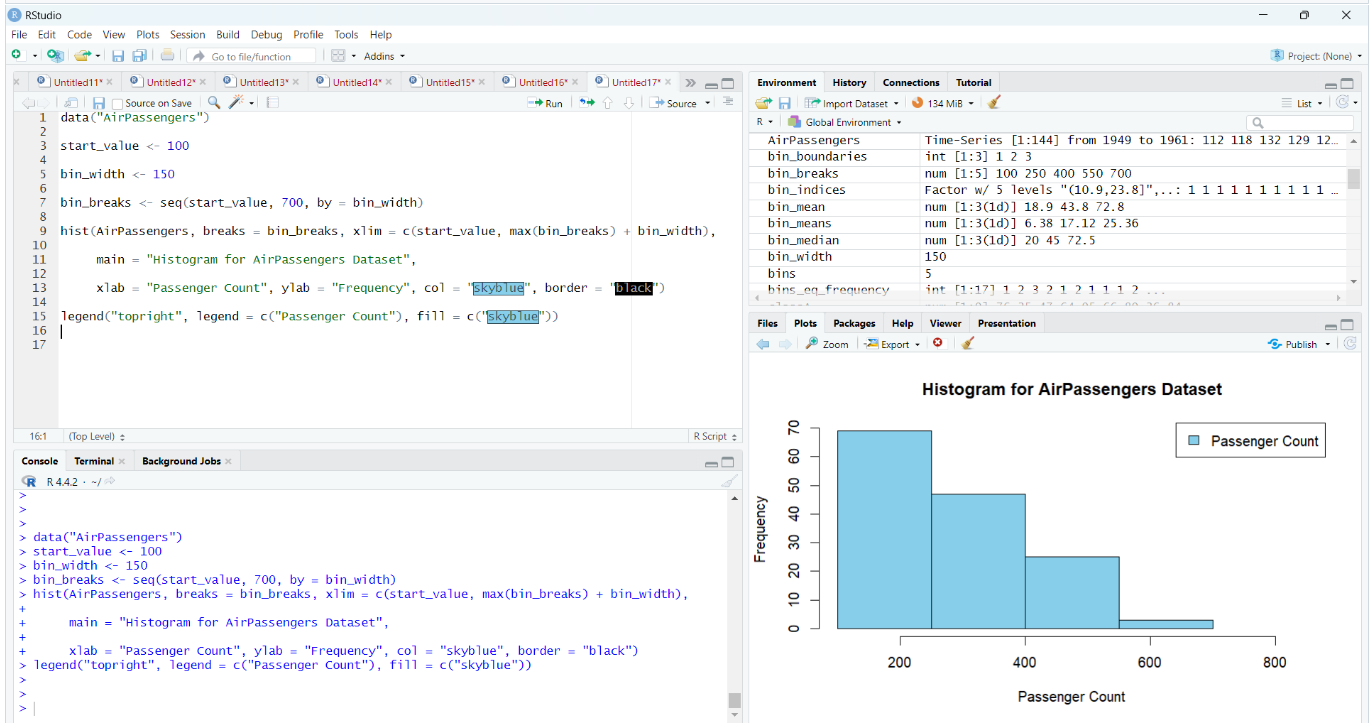 RStudio
File Edit Code View Plots Session Build Debug Profile Tools Help
Go to file/function Addins Project: (None)
Untitled11* Untitled12* Untitled13* Untitled14* Untitled15* Untitled16* Untitled17*
Source on Save Run Source
1 data("AirPassengers")
2
3 start_value <- 100
4
5 bin_width <- 150
6
7 bin_breaks <- seq(start_value, 700, by = bin_width)
8
9 hist(AirPassengers, breaks = bin_breaks, xlim = c(start_value, max(bin_breaks) + bin_width),
10
11 main = "Histogram for AirPassengers Dataset",
12
13 xlab = "Passenger Count", ylab = "Frequency", col = "skyblue", border = "black")
14
15 legend("topright", legend = c("Passenger Count"), fill = c("skyblue"))
16
17
16:1 (Top Level) R Script
Console Terminal Background Jobs
R 4.4.2 · ~/
>
>
>
> data("AirPassengers")
> start_value <- 100
> bin_width <- 150
> bin_breaks <- seq(start_value, 700, by = bin_width)
> hist(AirPassengers, breaks = bin_breaks, xlim = c(start_value, max(bin_breaks) + bin_width),
+
+ main = "Histogram for AirPassengers Dataset",
+
+ xlab = "Passenger Count", ylab = "Frequency", col = "skyblue", border = "black")
> legend("topright", legend = c("Passenger Count"), fill = c("skyblue"))
>
>
>
Environment History Connections Tutorial
Import Dataset 134 MiB List
R Global Environment
AirPassengers Time-Series [1:144] from 1949 to 1961: 112 118 132 129 12…
bin_boundaries int [1:3] 1 2 3
bin_breaks num [1:5] 100 250 400 550 700
bin_indices Factor w/ 5 levels "(10.9,23.8]",..: 1 1 1 1 1 1 1 1 1 1 …
bin_mean num [1:3(1d)] 18.9 43.8 72.8
bin_means num [1:3(1d)] 6.38 17.12 25.36
bin_median num [1:3(1d)] 20 45 72.5
bin_width 150
bins 5
bins_eq_frequency int [1:17] 1 2 3 2 1 2 1 1 1 2 ...
Files Plots Packages Help Viewer Presentation
Zoom Export Publish
Histogram for AirPassengers Dataset
Passenger Count
Frequency
70
60
50
40
30
20
10
0
200 400 600 800
Passenger Count